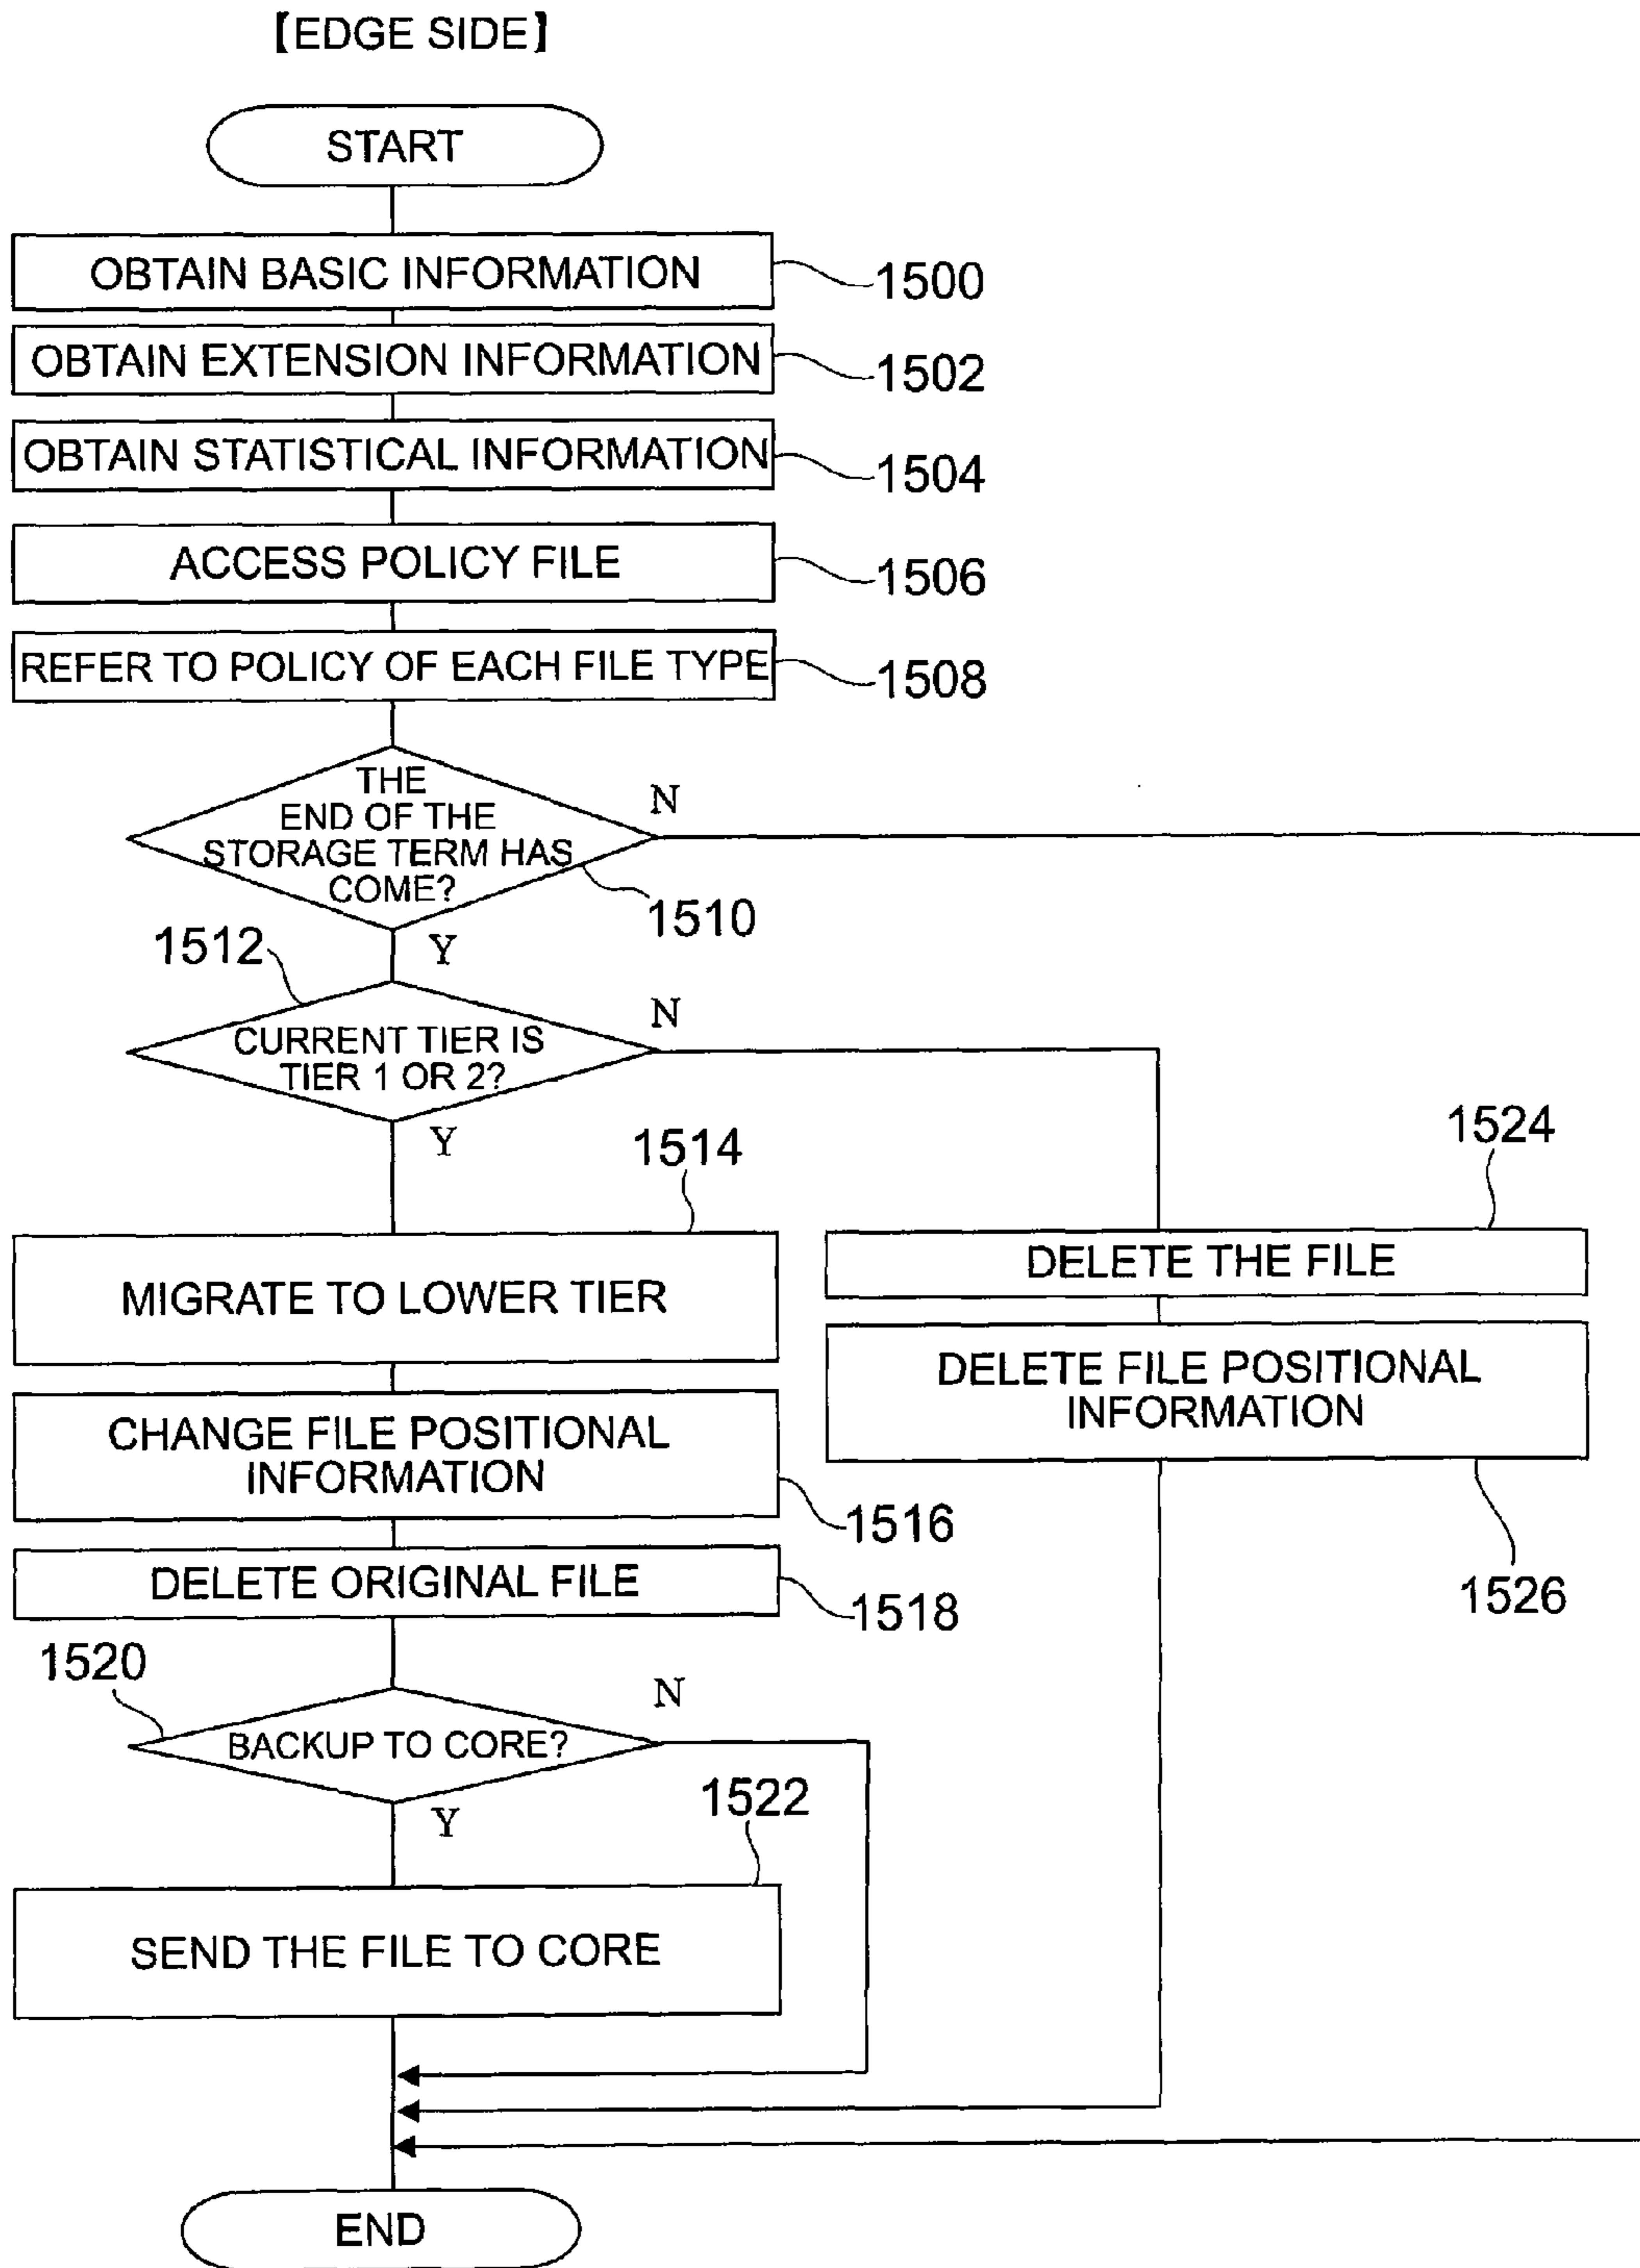 【EDGE SIDE】
START
OBTAIN BASIC INFORMATION
1500
OBTAIN EXTENSION INFORMATION
1502
OBTAIN STATISTICAL INFORMATION
1504
ACCESS POLICY FILE
1506
REFER TO POLICY OF EACH FILE TYPE
1508
THE
END OF THE
STORAGE TERM HAS
COME?
N
1510
Y
1512
CURRENT TIER IS
TIER 1 OR 2?
N
Y
1514
MIGRATE TO LOWER TIER
1524
DELETE THE FILE
DELETE FILE POSITIONAL
INFORMATION
1526
CHANGE FILE POSITIONAL
INFORMATION
1516
DELETE ORIGINAL FILE
1518
1520
BACKUP TO CORE?
N
Y
1522
SEND THE FILE TO CORE
END